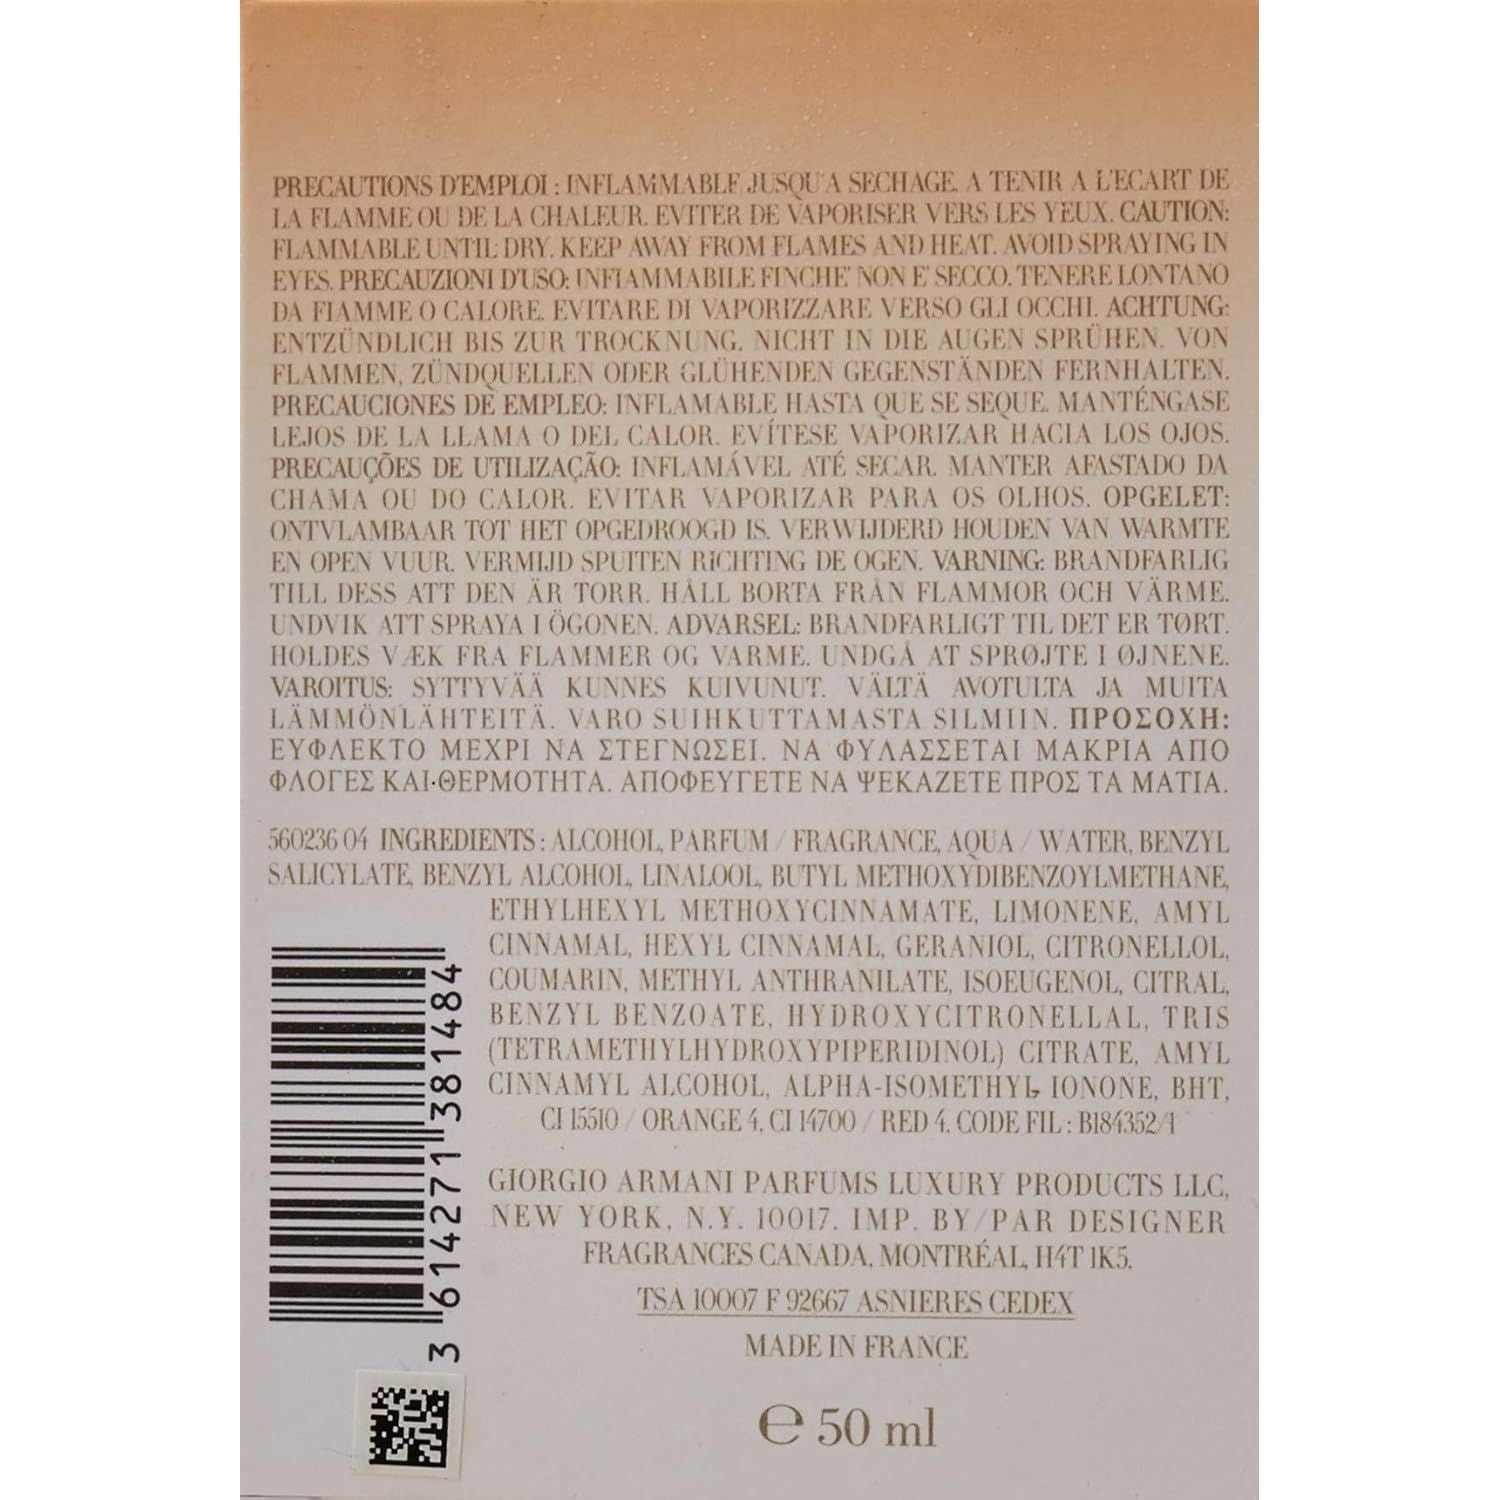 PRECAUTIONS D'EMPLOI : INFLAMMABLE JUSQU'A SECHAGE. A TENIR A L'ECART DE
LA FLAMME OU DE LA CHALEUR. EVITER DE VAPORISER VERS LES YEUX. CAUTION:
FLAMMABLE UNTIL DRY. KEEP AWAY FROM FLAMES AND HEAT. AVOID SPRAYING IN
EYES. PRECAUZIONI D'USO: INFIAMMABILE FINCHE' NON E' SECCO. TENERE LONTANO
DA FIAMME O CALORE. EVITARE DI VAPORIZZARE VERSO GLI OCCHI. ACHTUNG:
ENTZÜNDLICH BIS ZUR TROCKNUNG. NICHT IN DIE AUGEN SPRÜHEN. VON
FLAMMEN, ZÜNDQUELLEN ODER GLÜHENDEN GEGENSTÄNDEN FERNHALTEN.
PRECAUCIONES DE EMPLEO: INFLAMABLE HASTA QUE SE SEQUE. MANTÉNGASE
LEJOS DE LA LLAMA O DEL CALOR. EVÍTESE VAPORIZAR HACIA LOS OJOS.
PRECAUÇÕES DE UTILIZAÇÃO: INFLAMÁVEL ATÉ SECAR. MANTER AFASTADO DA
CHAMA OU DO CALOR. EVITAR VAPORIZAR PARA OS OLHOS. OPGELET:
ONTVLAMBAAR TOT HET OPGEDROOGD IS. VERWIJDERD HOUDEN VAN WARMTE
EN OPEN VUUR. VERMIJD SPUITEN RICHTING DE OGEN. VARNING: BRANDFARLIG
TILL DESS ATT DEN ÄR TORR. HÅLL BORTA FRÅN FLAMMOR OCH VÄRME.
UNDVIK ATT SPRAYA I ÖGONEN. ADVARSEL: BRANDFARLIGT TIL DET ER TØRT.
HOLDES VÆK FRA FLAMMER OG VARME. UNDGÅ AT SPRØJTE I ØJNENE.
VAROITUS: SYTTYVÄÄ KUNNES KUIVUNUT. VÄLTÄ AVOTULTA JA MUITA
LÄMMÖNLÄHTEITÄ. VARO SUIHKUTTAMASTA SILMIIN. ΠΡΟΣΟΧΗ:
ΕΥΦΛΕΚΤΟ ΜΕΧΡΙ ΝΑ ΣΤΕΓΝΩΣΕΙ. ΝΑ ΦΥΛΑΣΣΕΤΑΙ ΜΑΚΡΙΑ ΑΠΟ
ΦΛΟΓΕΣ ΚΑΙ·ΘΕΡΜΟΤΗΤΑ. ΑΠΟΦΕΥΓΕΤΕ ΝΑ ΨΕΚΑΖΕΤΕ ΠΡΟΣ ΤΑ ΜΑΤΙΑ.
560236 04 INGREDIENTS : ALCOHOL, PARFUM / FRAGRANCE, AQUA / WATER, BENZYL
SALICYLATE, BENZYL ALCOHOL, LINALOOL, BUTYL METHOXYDIBENZOYLMETHANE,
ETHYLHEXYL METHOXYCINNAMATE, LIMONENE, AMYL
CINNAMAL, HEXYL CINNAMAL, GERANIOL, CITRONELLOL,
COUMARIN, METHYL ANTHRANILATE, ISOEUGENOL, CITRAL,
BENZYL BENZOATE, HYDROXYCITRONELLAL, TRIS
(TETRAMETHYLHYDROXYPIPERIDINOL) CITRATE, AMYL
CINNAMYL ALCOHOL, ALPHA-ISOMETHYL IONONE, BHT,
CI 15510 / ORANGE 4, CI 14700 / RED 4. CODE FIL : B184352/1
GIORGIO ARMANI PARFUMS LUXURY PRODUCTS LLC,
NEW YORK, N.Y. 10017. IMP. BY/PAR DESIGNER
FRAGRANCES CANADA, MONTRÉAL, H4T 1K5.
TSA 10007 F 92667 ASNIERES CEDEX
MADE IN FRANCE
℮ 50 ml
3 614271 381484